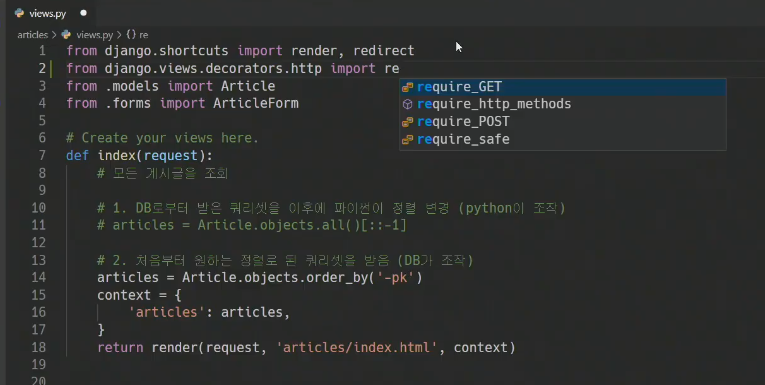 views.py
articles > views.py > {} re
1 from django.shortcuts import render, redirect
2 from django.views.decorators.http import re
require_GET
require_http_methods
require_POST
require_safe
3 from .models import Article
4 from .forms import ArticleForm
5
6 # Create your views here.
7 def index(request):
8 # 모든 게시글을 조회
9
10 # 1. DB로부터 받은 쿼리셋을 이후에 파이썬이 정렬 변경 (python이 조작)
11 # articles = Article.objects.all()[::-1]
12
13 # 2. 처음부터 원하는 정렬로 된 쿼리셋을 받음 (DB가 조작)
14 articles = Article.objects.order_by('-pk')
15 context = {
16 'articles': articles,
17 }
18 return render(request, 'articles/index.html', context)
19
20